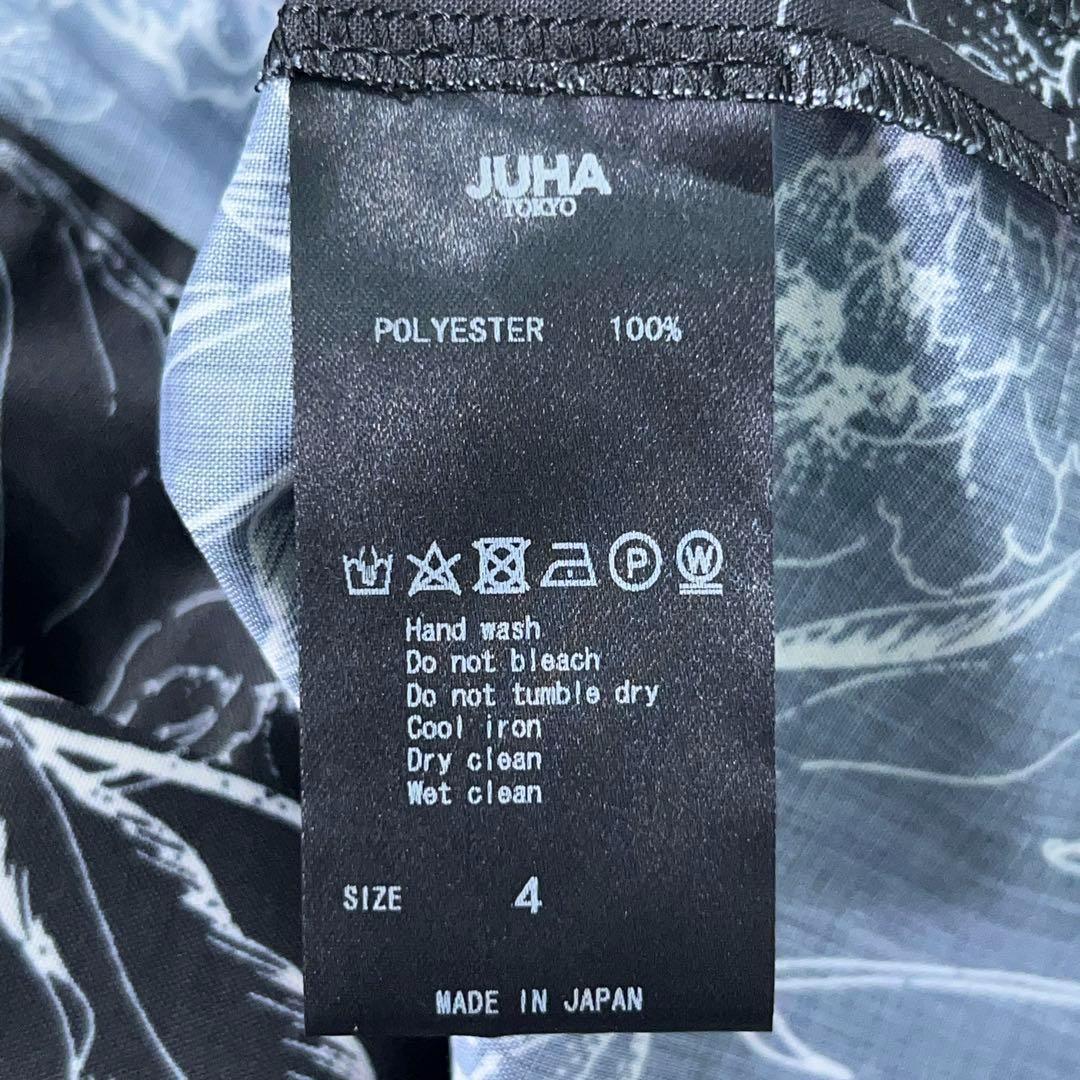 JUHA
TOKYO
POLYESTER 100%
P W
Hand wash
Do not bleach
Do not tumble dry
Cool iron
Dry clean
Wet clean
SIZE 4
MADE IN JAPAN